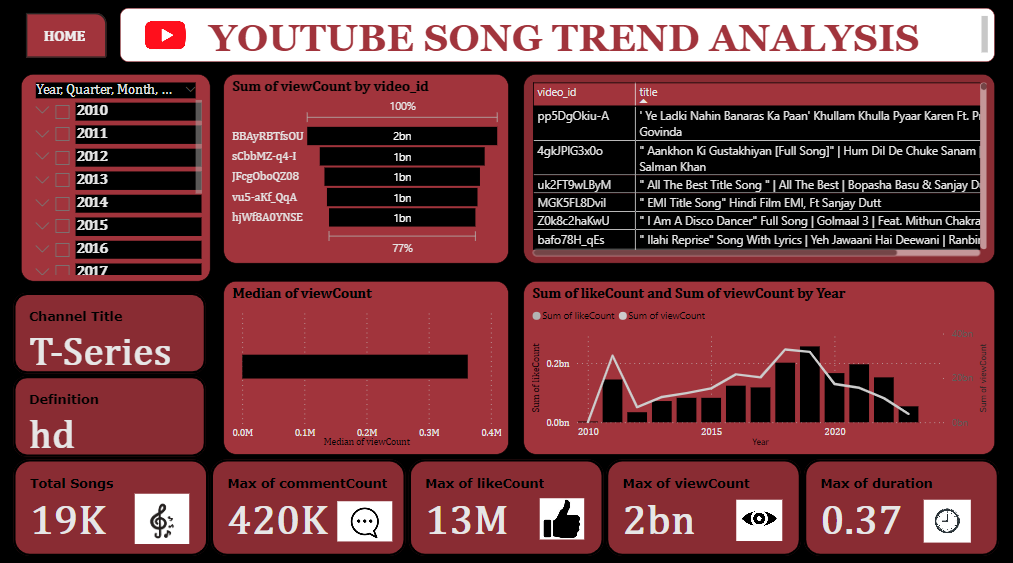 HOME
YOUTUBE SONG TREND ANALYSIS
Year, Quarter, Month, ...
2010
2011
2012
2013
2014
2015
2016
2017
Sum of viewCount by video_id
100%
BBAyRBTfsOU 2bn
sCbbMZ-q4-I 1bn
JFcgOboQZ08 1bn
vu5-aKf_QqA 1bn
hjWf8A0YNSE 1bn
77%
video_id title
pp5DgOkiu-A ' Ye Ladki Nahin Banaras Ka Paan' Khullam Khulla Pyaar Karen Ft. P
Govinda
4gkJPlG3x0o " Aankhon Ki Gustakhiyan [Full Song]" | Hum Dil De Chuke Sanam
Salman Khan
uk2FT9wLByM " All The Best Title Song " | All The Best | Bopasha Basu & Sanjay D
MGK5FL8DviI " EMI Title Song" Hindi Film EMI, Ft Sanjay Dutt
Z0k8c2haKwU " I Am A Disco Dancer" Full Song | Golmaal 3 | Feat. Mithun Chakra
bafo78H_qEs " Ilahi Reprise" Song With Lyrics | Yeh Jawaani Hai Deewani | Ranbi
Channel Title
T-Series
Definition
hd
Median of viewCount
0.0M 0.1M 0.2M 0.3M 0.4M
Median of viewCount
Sum of likeCount and Sum of viewCount by Year
Sum of likeCount Sum of viewCount
Sum of likeCount
0.2bn
0.0bn
2010 2015 2020
Year
Sum of viewCount
Total Songs
19K
Max of commentCount
420K
Max of likeCount
13M
Max of viewCount
2bn
Max of duration
0.37